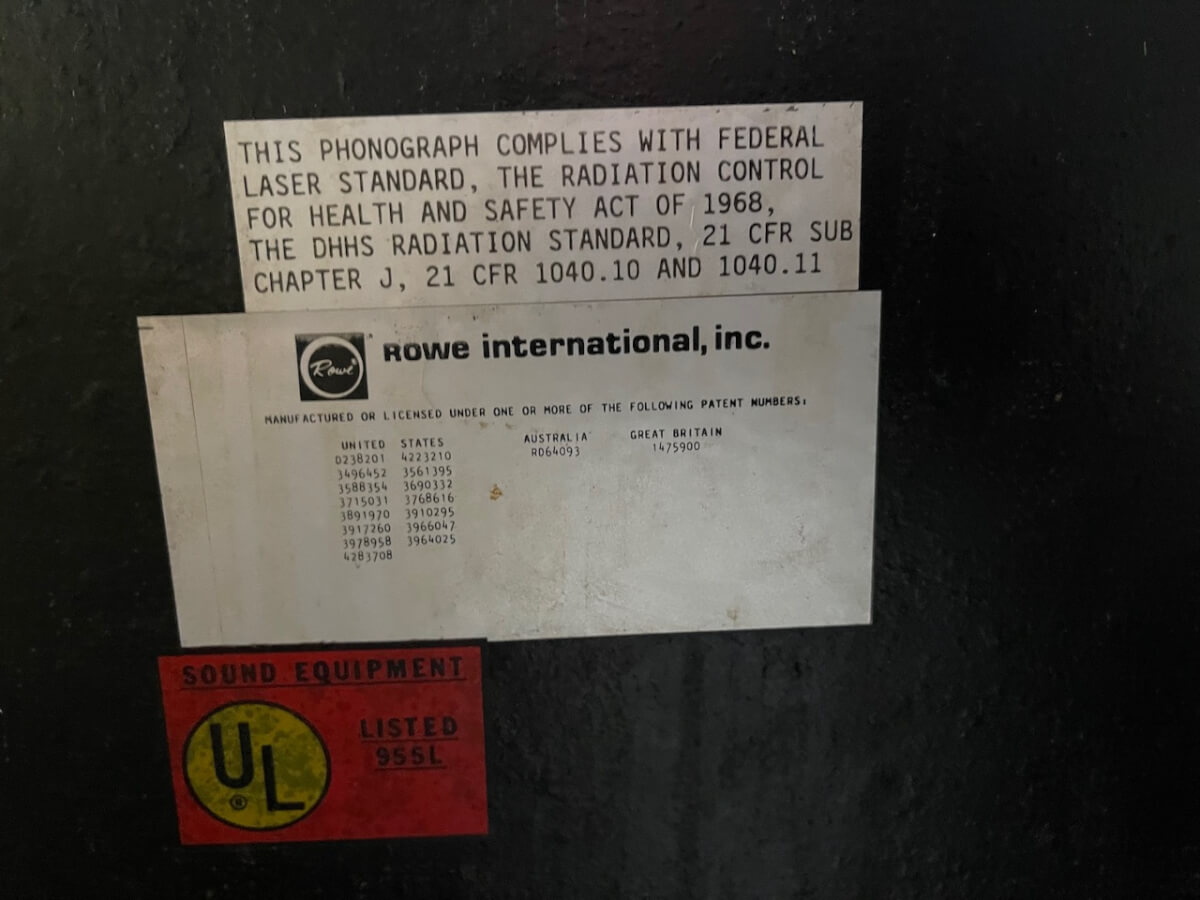 THIS PHONOGRAPH COMPLIES WITH FEDERAL
LASER STANDARD, THE RADIATION CONTROL
FOR HEALTH AND SAFETY ACT OF 1968,
THE DHHS RADIATION STANDARD, 21 CFR SUB
CHAPTER J, 21 CFR 1040.10 AND 1040.11
Rowe
ROWE international, inc.
MANUFACTURED OR LICENSED UNDER ONE OR MORE OF THE FOLLOWING PATENT NUMBERS:
UNITED STATES AUSTRALIA GREAT BRITAIN
D238201 4223210 RD64093 1475900
3496452 3561395
3588354 3690332
3715031 3768616
3891970 3910295
3917260 3966047
3978958 3964025
4283708
SOUND EQUIPMENT
UL ®
LISTED
955L